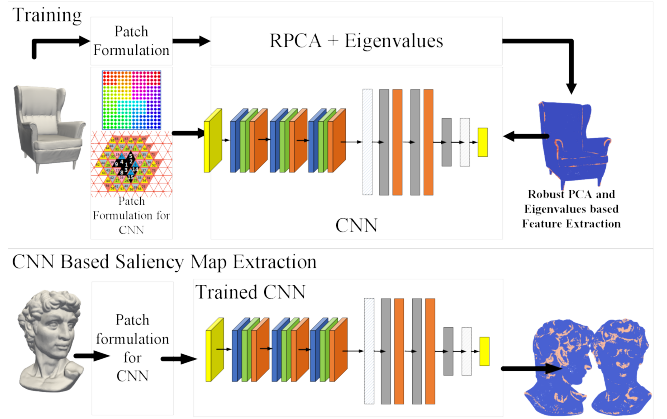 Training
Patch
Formulation
RPCA + Eigenvalues
Patch
Formulation for
CNN
CNN
Robust PCA and
Eigenvalues based
Feature Extraction
CNN Based Saliency Map Extraction
Trained CNN
Patch
formulation
for
CNN